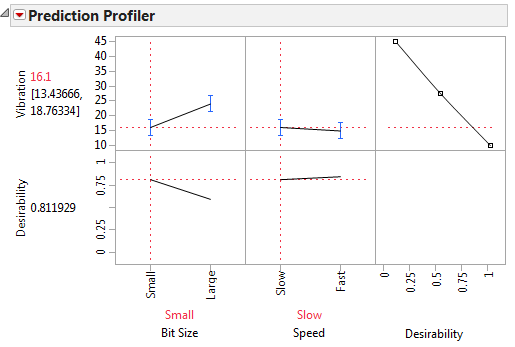 Prediction Profiler
Vibration
16.1
[13.43666,
18.76334]
45
40
35
30
25
20
15
10
Desirability
0.811929
1
0.75
0.25
0
Small
Large
Slow
Fast
0
0.25
0.5
0.75
1
Small
Slow
Bit Size
Speed
Desirability